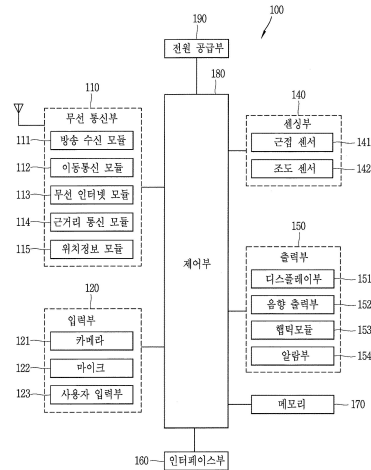 100
190
전원 공급부
180
제어부
110
무선 통신부
111 방송 수신 모듈
112 이동통신 모듈
113 무선 인터넷 모듈
114 근거리 통신 모듈
115 위치정보 모듈
120
입력부
121 카메라
122 마이크
123 사용자 입력부
140
센싱부
근접 센서 141
조도 센서 142
150
출력부
디스플레이부 151
음향 출력부 152
햅틱모듈 153
알람부 154
메모리 170
160 인터페이스부